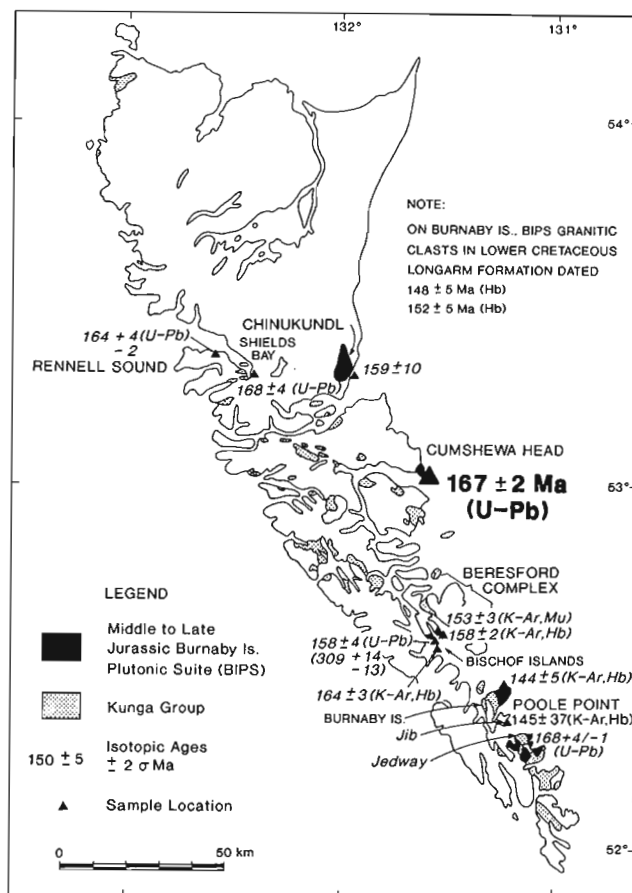 132°
131°
54°
NOTE:
ON BURNABY IS., BIPS GRANITIC
CLASTS IN LOWER CRETACEOUS
LONGARM FORMATION DATED
148 ± 5 Ma (Hb)
152 ± 5 Ma (Hb)
CHINUKUNDL
SHIELDS
BAY
164 + 4 (U-Pb)
- 2
RENNELL SOUND
159 ± 10
168 ± 4 (U-Pb)
CUMSHEWA HEAD
167 ± 2 Ma
(U-Pb)
53°
BERESFORD
COMPLEX
153 ± 3 (K-Ar,Mu)
158 ± 2 (K-Ar,Hb)
158 ± 4 (U-Pb)
(309 + 14
- 13)
BISCHOF ISLANDS
144 ± 5 (K-Ar,Hb)
164 ± 3 (K-Ar,Hb)
POOLE POINT
BURNABY IS.
145 ± 37 (K-Ar,Hb)
Jib
168 +4/-1
(U-Pb)
Jedway
LEGEND
Middle to Late
Jurassic Burnaby Is.
Plutonic Suite (BIPS)
Kunga Group
150 ± 5
Isotopic Ages
± 2 σ Ma
Sample Location
0
50 km
52°